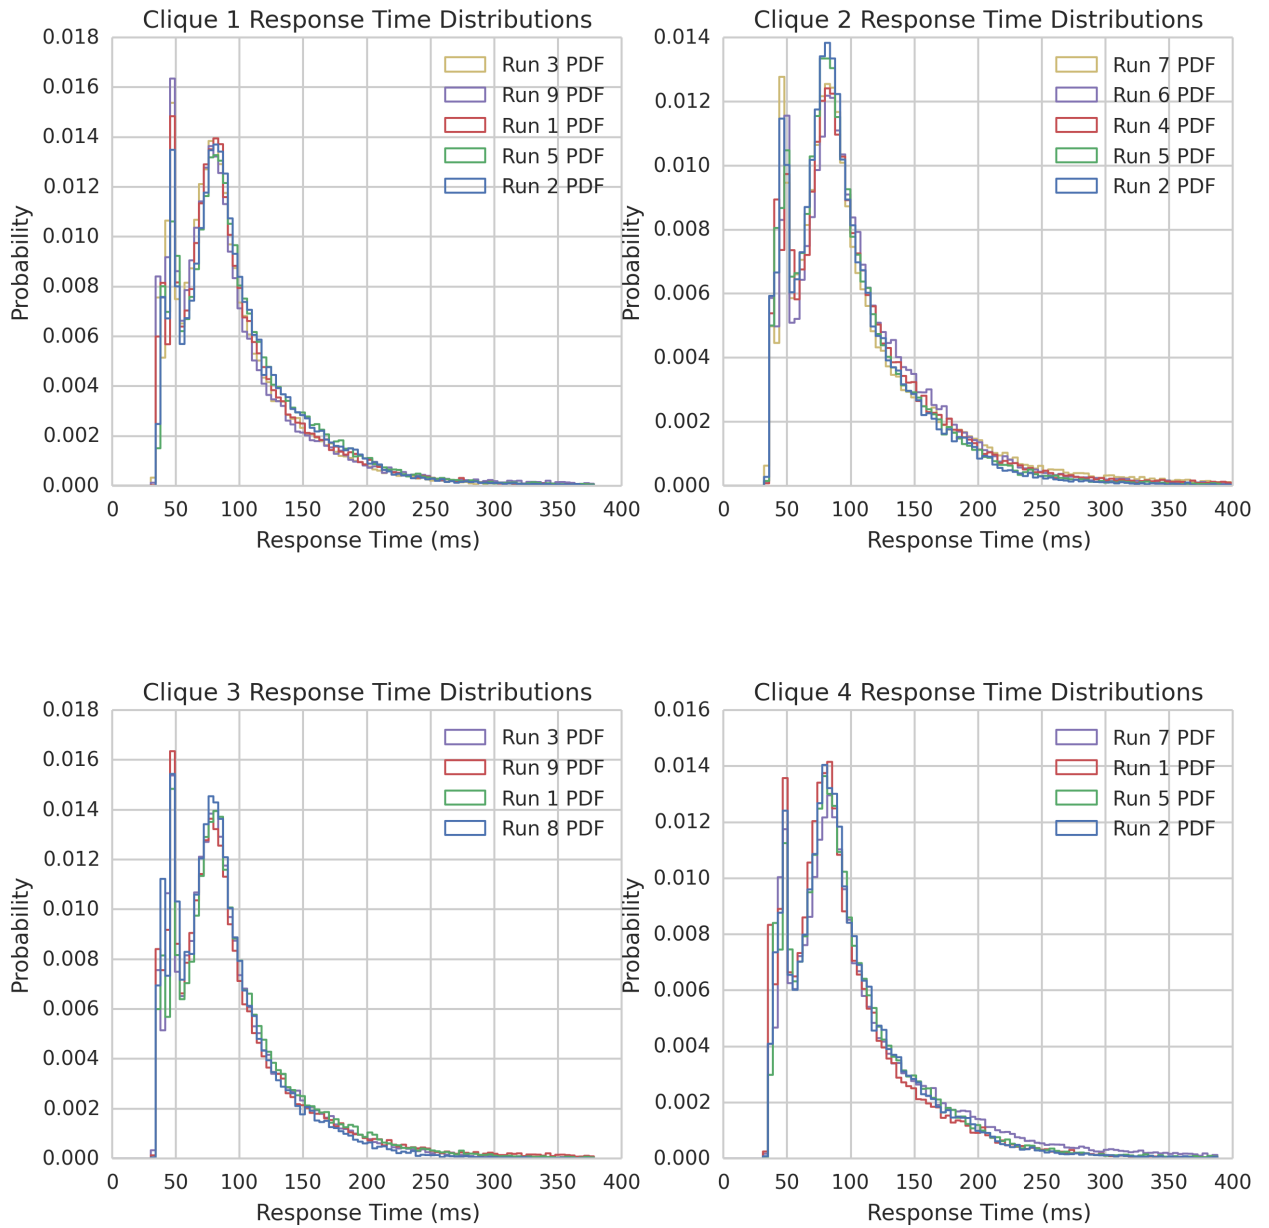 Clique 1 Response Time Distributions
0.018
0.016
0.014
0.012
0.010
0.008
0.006
0.004
0.002
0.000
Probability
Run 3 PDF
Run 9 PDF
Run 1 PDF
Run 5 PDF
Run 2 PDF
0 50 100 150 200 250 300 350 400
Response Time (ms)
Clique 2 Response Time Distributions
0.014
0.012
0.010
0.008
0.006
0.004
0.002
0.000
Probability
Run 7 PDF
Run 6 PDF
Run 4 PDF
Run 5 PDF
Run 2 PDF
0 50 100 150 200 250 300 350 400
Response Time (ms)
Clique 3 Response Time Distributions
0.018
0.016
0.014
0.012
0.010
0.008
0.006
0.004
0.002
0.000
Probability
Run 3 PDF
Run 9 PDF
Run 1 PDF
Run 8 PDF
0 50 100 150 200 250 300 350 400
Response Time (ms)
Clique 4 Response Time Distributions
0.016
0.014
0.012
0.010
0.008
0.006
0.004
0.002
0.000
Probability
Run 7 PDF
Run 1 PDF
Run 5 PDF
Run 2 PDF
0 50 100 150 200 250 300 350 400
Response Time (ms)